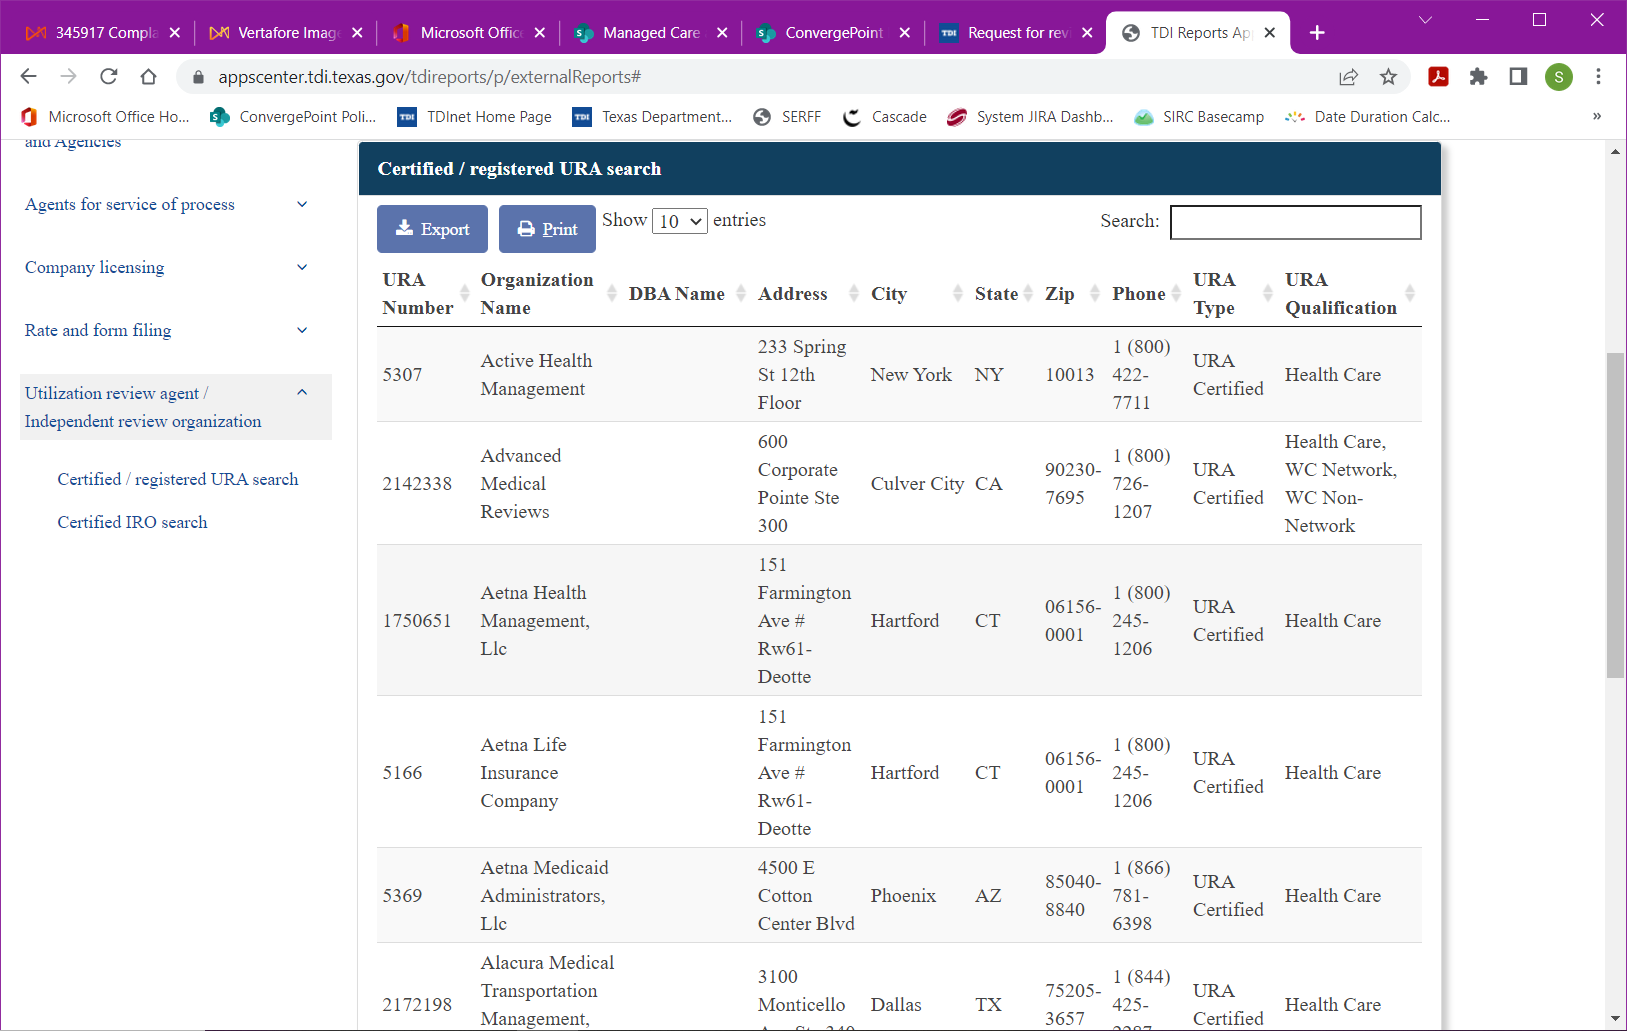 345917 Compla
Vertafore Image
Microsoft Office
Managed Care
ConvergePoint
Request for rev
TDI Reports App
appscenter.tdi.texas.gov/tdireports/p/externalReports#
S
Microsoft Office Ho...
ConvergePoint Poli...
TDInet Home Page
Texas Department...
SERFF
Cascade
System JIRA Dashb...
SIRC Basecamp
Date Duration Calc...
»
and Agencies
Agents for service of process
Company licensing
Rate and form filing
Utilization review agent /
Independent review organization
Certified / registered URA search
Certified IRO search
Certified / registered URA search
Export
Print
Show 10 entries
Search:
URA
Number
Organization
Name
DBA Name
Address
City
State
Zip
Phone
URA
Type
URA
Qualification
5307
Active Health
Management
233 Spring
St 12th
Floor
New York
NY
10013
1 (800)
422-
7711
URA
Certified
Health Care
2142338
Advanced
Medical
Reviews
600
Corporate
Pointe Ste
300
Culver City
CA
90230-
7695
1 (800)
726-
1207
URA
Certified
Health Care,
WC Network,
WC Non-
Network
1750651
Aetna Health
Management,
Llc
151
Farmington
Ave #
Rw61-
Deotte
Hartford
CT
06156-
0001
1 (800)
245-
1206
URA
Certified
Health Care
5166
Aetna Life
Insurance
Company
151
Farmington
Ave #
Rw61-
Deotte
Hartford
CT
06156-
0001
1 (800)
245-
1206
URA
Certified
Health Care
5369
Aetna Medicaid
Administrators,
Llc
4500 E
Cotton
Center Blvd
Phoenix
AZ
85040-
8840
1 (866)
781-
6398
URA
Certified
Health Care
2172198
Alacura Medical
Transportation
Management,
3100
Monticello
Dallas
TX
75205-
3657
1 (844)
425-
URA
Certified
Health Care